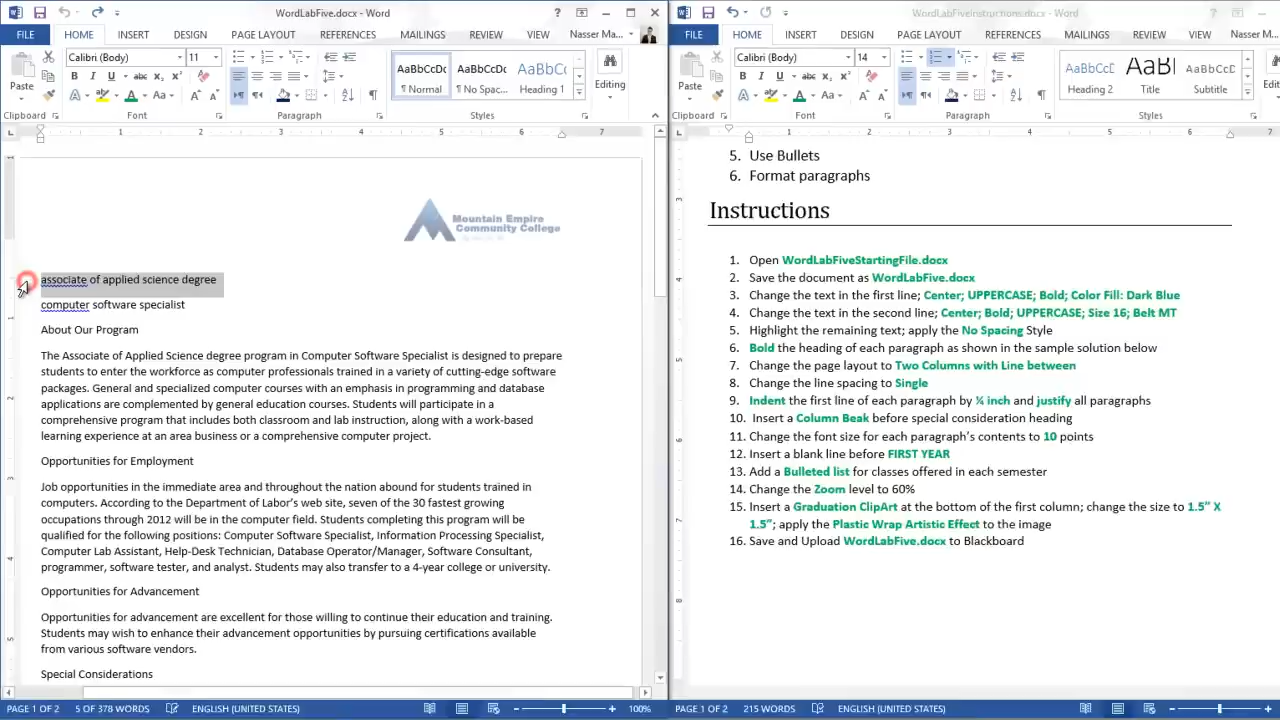 WordLabFive.docx - Word
FILE HOME INSERT DESIGN PAGE LAYOUT REFERENCES MAILINGS REVIEW VIEW Nasser Ma...
Calibri (Body) 11
Paste
Editing
AaBbCcDc AaBbCcDc AaBbCc
¶ Normal ¶ No Spac... Heading 1
Clipboard Font Paragraph Styles
Mountain Empire
Community College
associate of applied science degree
computer software specialist
About Our Program
The Associate of Applied Science degree program in Computer Software Specialist is designed to prepare
students to enter the workforce as computer professionals trained in a variety of cutting-edge software
packages. General and specialized computer courses with an emphasis in programming and database
applications are complemented by general education courses. Students will participate in a
comprehensive program that includes both classroom and lab instruction, along with a work-based
learning experience at an area business or a comprehensive computer project.
Opportunities for Employment
Job opportunities in the immediate area and throughout the nation abound for students trained in
computers. According to the Department of Labor's web site, seven of the 30 fastest growing
occupations through 2012 will be in the computer field. Students completing this program will be
qualified for the following positions: Computer Software Specialist, Information Processing Specialist,
Computer Lab Assistant, Help-Desk Technician, Database Operator/Manager, Software Consultant,
programmer, software tester, and analyst. Students may also transfer to a 4-year college or university.
Opportunities for Advancement
Opportunities for advancement are excellent for those willing to continue their education and training.
Students may wish to enhance their advancement opportunities by pursuing certifications available
from various software vendors.
Special Considerations
PAGE 1 OF 2 5 OF 378 WORDS ENGLISH (UNITED STATES) 100%
WordLabFiveinstructions.docx - Word
FILE HOME INSERT DESIGN PAGE LAYOUT REFERENCES MAILINGS REVIEW VIEW Nasser M...
Calibri (Body) 14
Paste
AaBbCcI AaBl AaBbCcD
Heading 2 Title Subtitle
Clipboard Font Paragraph Styles
5. Use Bullets
6. Format paragraphs
Instructions
1. Open WordLabFiveStartingFile.docx
2. Save the document as WordLabFive.docx
3. Change the text in the first line; Center; UPPERCASE; Bold; Color Fill: Dark Blue
4. Change the text in the second line; Center; Bold; UPPERCASE; Size 16; Belt MT
5. Highlight the remaining text; apply the No Spacing Style
6. Bold the heading of each paragraph as shown in the sample solution below
7. Change the page layout to Two Columns with Line between
8. Change the line spacing to Single
9. Indent the first line of each paragraph by ¼ inch and justify all paragraphs
10. Insert a Column Beak before special consideration heading
11. Change the font size for each paragraph's contents to 10 points
12. Insert a blank line before FIRST YEAR
13. Add a Bulleted list for classes offered in each semester
14. Change the Zoom level to 60%
15. Insert a Graduation ClipArt at the bottom of the first column; change the size to 1.5" X
1.5"; apply the Plastic Wrap Artistic Effect to the image
16. Save and Upload WordLabFive.docx to Blackboard
PAGE 1 OF 2 215 WORDS ENGLISH (UNITED STATES)